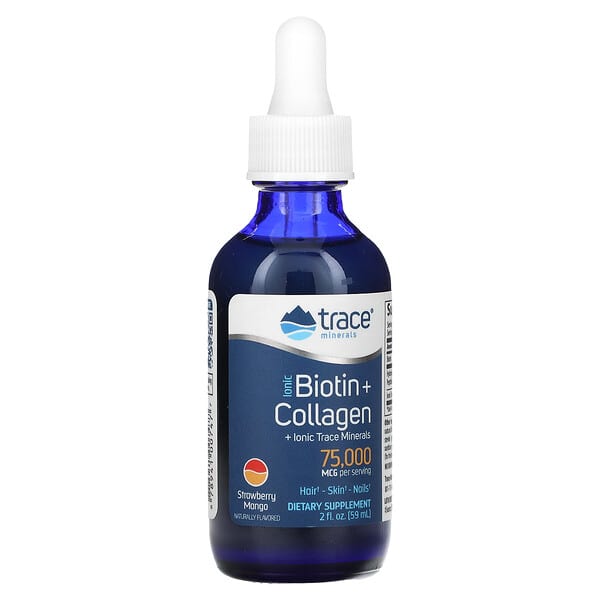 trace®
minerals
Ionic
Biotin +
Collagen
+ Ionic Trace Minerals
75,000
MCG per serving
Hair† - Skin† - Nails†
Strawberry
Mango
NATURALLY FLAVORED
DIETARY SUPPLEMENT
2 fl. oz. (59 mL)